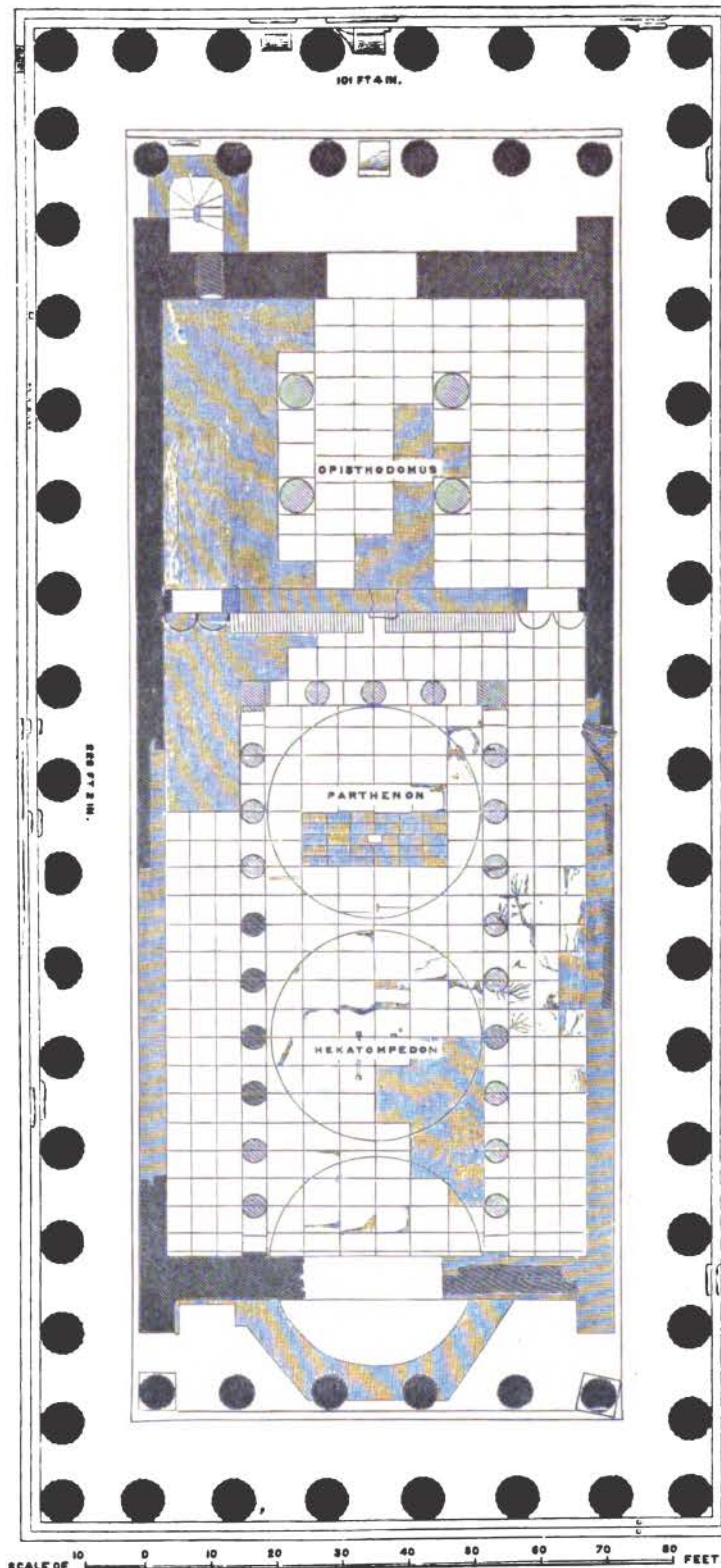 101 FT 4 IN.
OPISTHODOMUS
PARTHENON
228 FT 2 IN.
HEKATOMPEDON
SCALE OF 10 0 10 20 30 40 50 60 70 80 FEET